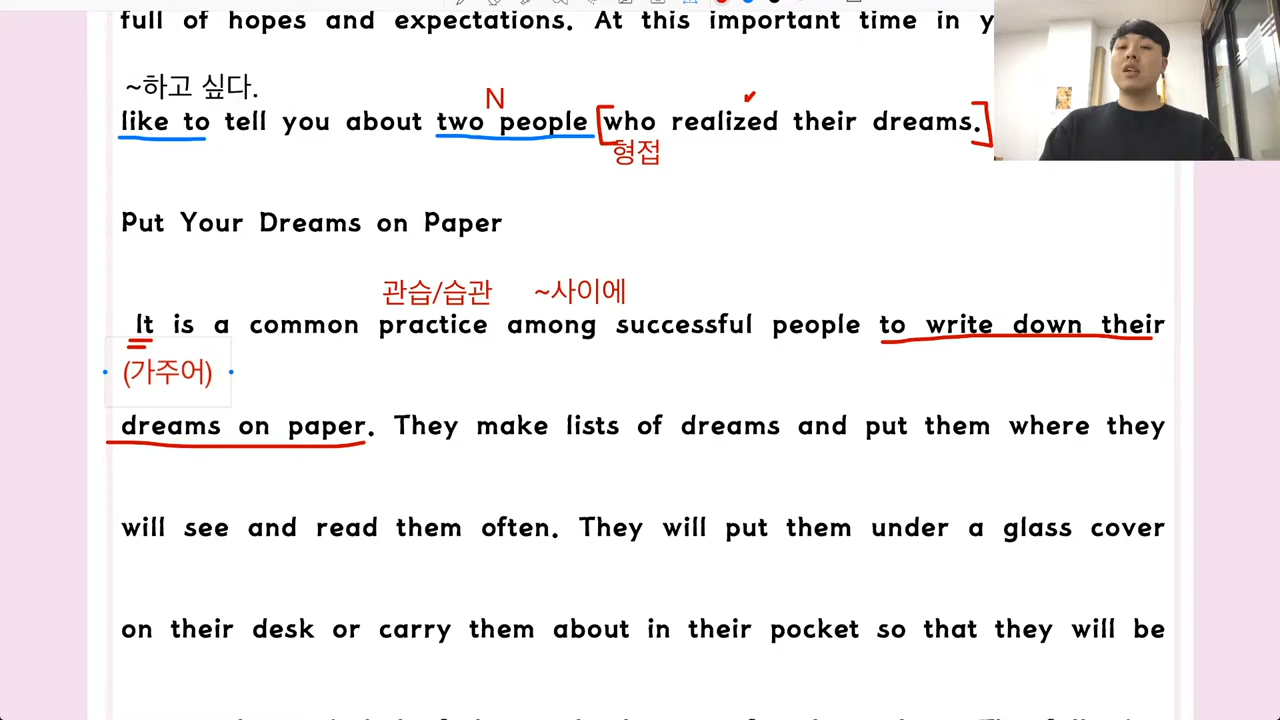 full of hopes and expectations. At this important time in y
~하고 싶다.
N
like to tell you about two people [who realized their dreams.]
형접
Put Your Dreams on Paper
관습/습관 ~사이에
It is a common practice among successful people to write down their
(가주어)
dreams on paper. They make lists of dreams and put them where they
will see and read them often. They will put them under a glass cover
on their desk or carry them about in their pocket so that they will be